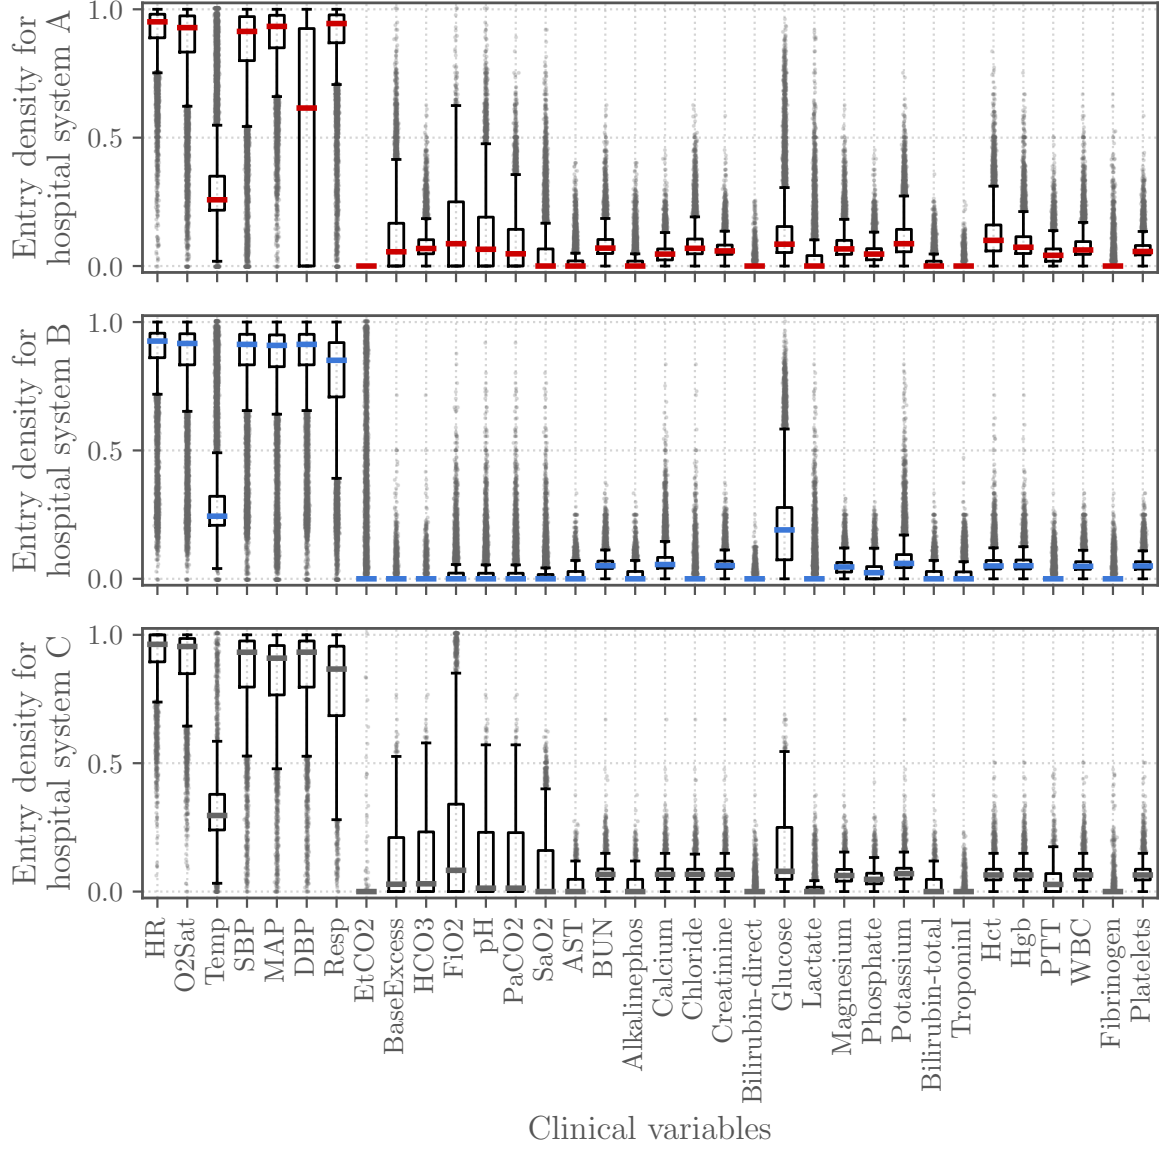 Entry density for
hospital system A
1.0
0.5
0.0
Entry density for
hospital system B
1.0
0.5
0.0
Entry density for
hospital system C
1.0
0.5
0.0
HR
O2Sat
Temp
SBP
MAP
DBP
Resp
EtCO2
BaseExcess
HCO3
FiO2
pH
PaCO2
SaO2
AST
BUN
Alkalinephos
Calcium
Chloride
Creatinine
Bilirubin-direct
Glucose
Lactate
Magnesium
Phosphate
Potassium
Bilirubin-total
TroponinI
Hct
Hgb
PTT
WBC
Fibrinogen
Platelets
Clinical variables